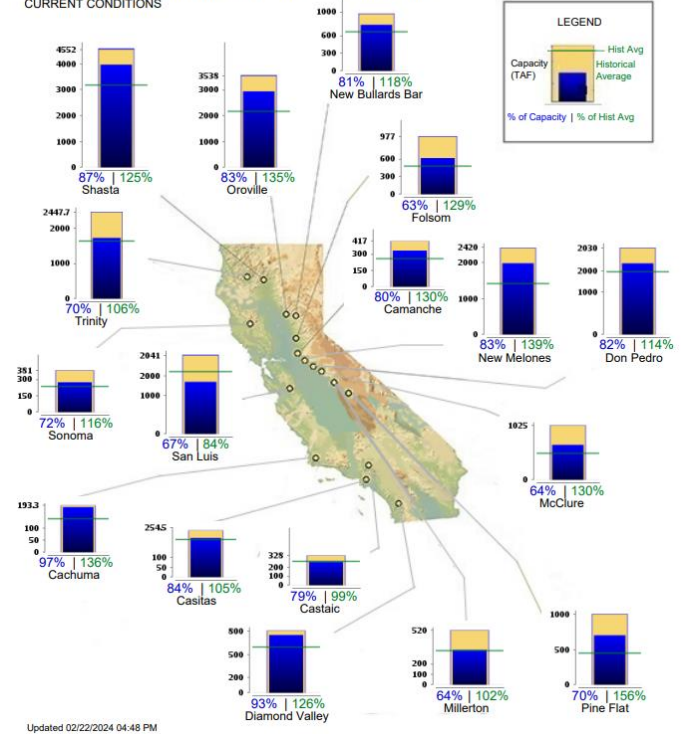 CURRENT CONDITIONS
LEGEND
Hist Avg
Capacity
(TAF)
Historical
Average
% of Capacity | % of Hist Avg
4552
4000
3000
2000
1000
0
87% | 125%
Shasta
3538
3000
2000
1000
0
83% | 135%
Oroville
1000
600
300
0
81% | 118%
New Bullards Bar
977
600
300
0
63% | 129%
Folsom
2447.7
2000
1000
0
70% | 106%
Trinity
417
300
150
0
80% | 130%
Camanche
2420
2000
1000
0
83% | 139%
New Melones
2030
2000
1000
0
82% | 114%
Don Pedro
381
300
150
0
72% | 116%
Sonoma
2041
2000
1000
0
67% | 84%
San Luis
1025
0
64% | 130%
McClure
193.3
100
50
0
97% | 136%
Cachuma
254.5
100
50
0
84% | 105%
Casitas
328
200
100
0
79% | 99%
Castaic
800
500
200
0
93% | 126%
Diamond Valley
520
200
100
0
64% | 102%
Millerton
1000
500
0
70% | 156%
Pine Flat
Updated 02/22/2024 04:48 PM